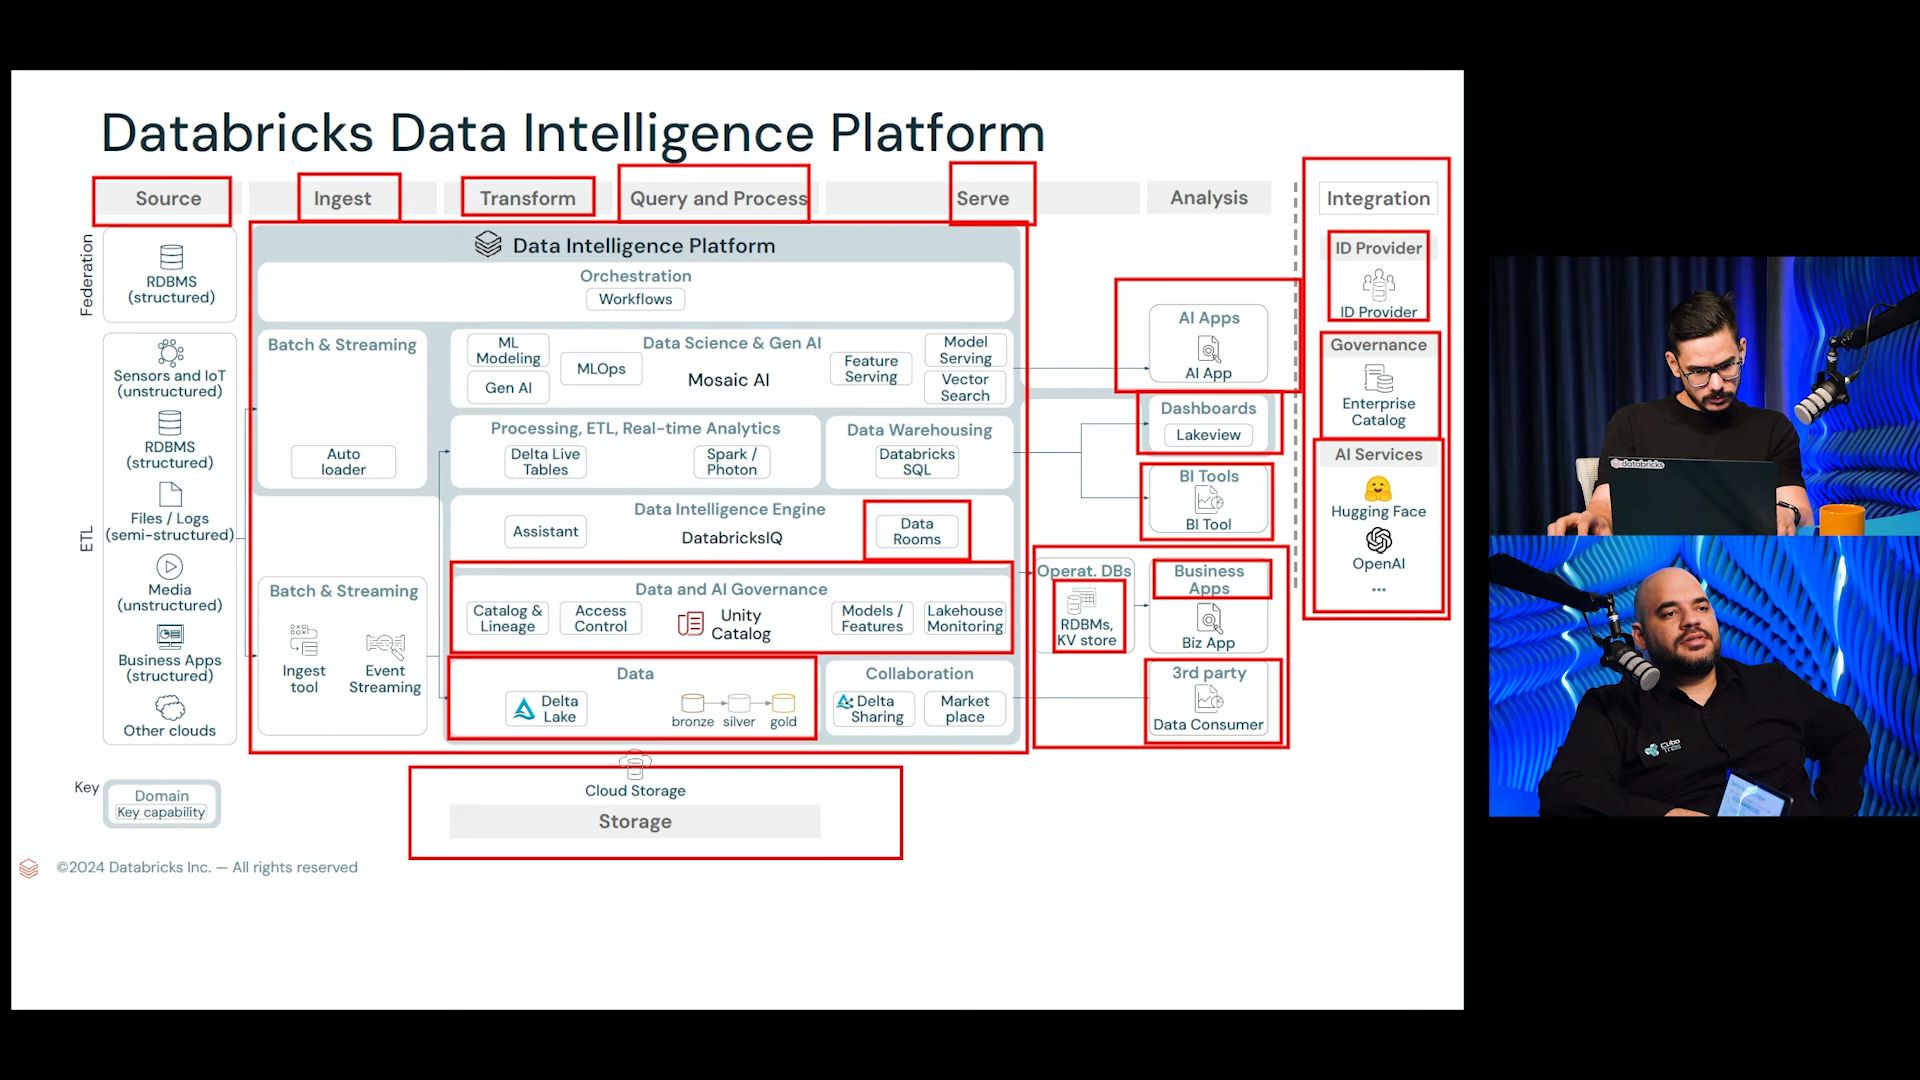 Databricks Data Intelligence Platform
Source
Ingest
Transform
Query and Process
Serve
Analysis
Integration
Federation
RDBMS
(structured)
ETL
Sensors and IoT
(unstructured)
RDBMS
(structured)
Files / Logs
(semi-structured)
Media
(unstructured)
Business Apps
(structured)
Other clouds
Data Intelligence Platform
Orchestration
Workflows
Batch & Streaming
Auto
loader
Batch & Streaming
Ingest
tool
Event
Streaming
Data Science & Gen AI
ML
Modeling
Gen AI
MLOps
Mosaic AI
Feature
Serving
Model
Serving
Vector
Search
Processing, ETL, Real-time Analytics
Delta Live
Tables
Spark /
Photon
Data Warehousing
Databricks
SQL
Data Intelligence Engine
Assistant
DatabricksIQ
Data
Rooms
Data and AI Governance
Catalog &
Lineage
Access
Control
Unity
Catalog
Models /
Features
Lakehouse
Monitoring
Data
Delta
Lake
bronze
silver
gold
Collaboration
Delta
Sharing
Market
place
Cloud Storage
Storage
AI Apps
AI App
Dashboards
Lakeview
BI Tools
BI Tool
Operat. DBs
RDBMs,
KV store
Business
Apps
Biz App
3rd party
Data Consumer
ID Provider
ID Provider
Governance
Enterprise
Catalog
AI Services
Hugging Face
OpenAI
...
Key
Domain
Key capability
©2024 Databricks Inc. — All rights reserved
databricks